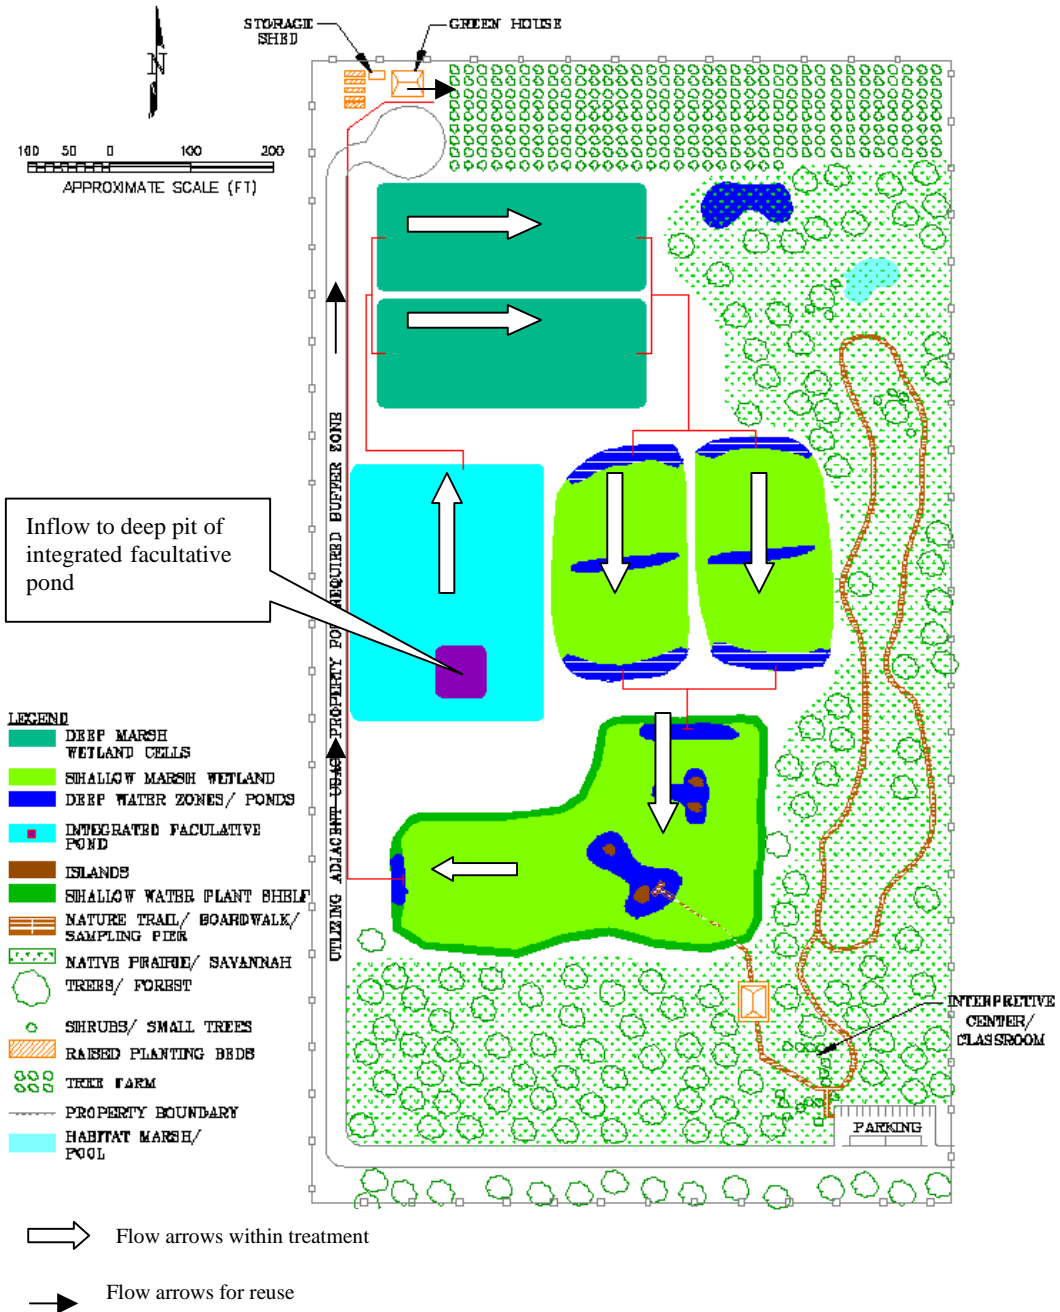 STORAGE
SHED
GREEN HOUSE
N
100 50 0 100 200
APPROXIMATE SCALE (FT)
Inflow to deep pit of
integrated facultative
pond
UTLIZING ADJACENT
PROPERTY FOR REQUIRED BUFFER ZONE
LEGEND
DEEP MARSH
WETLAND CELLS
SHALLOW MARSH WETLAND
DEEP WATER ZONES/ PONDS
INTEGRATED FACULATIVE
POND
ISLANDS
SHALLOW WATER PLANT SHELF
NATURE TRAIL/ BOARDWALK/
SAMPLING PIER
NATIVE PRAIRIE/ SAVANNAH
TREES/ FOREST
SHRUBS/ SMALL TREES
RAISED PLANTING BEDS
TREE FARM
PROPERTY BOUNDARY
HABITAT MARSH/
POOL
INTERPRETIVE
CENTER/
CLASSROOM
PARKING
Flow arrows within treatment
Flow arrows for reuse